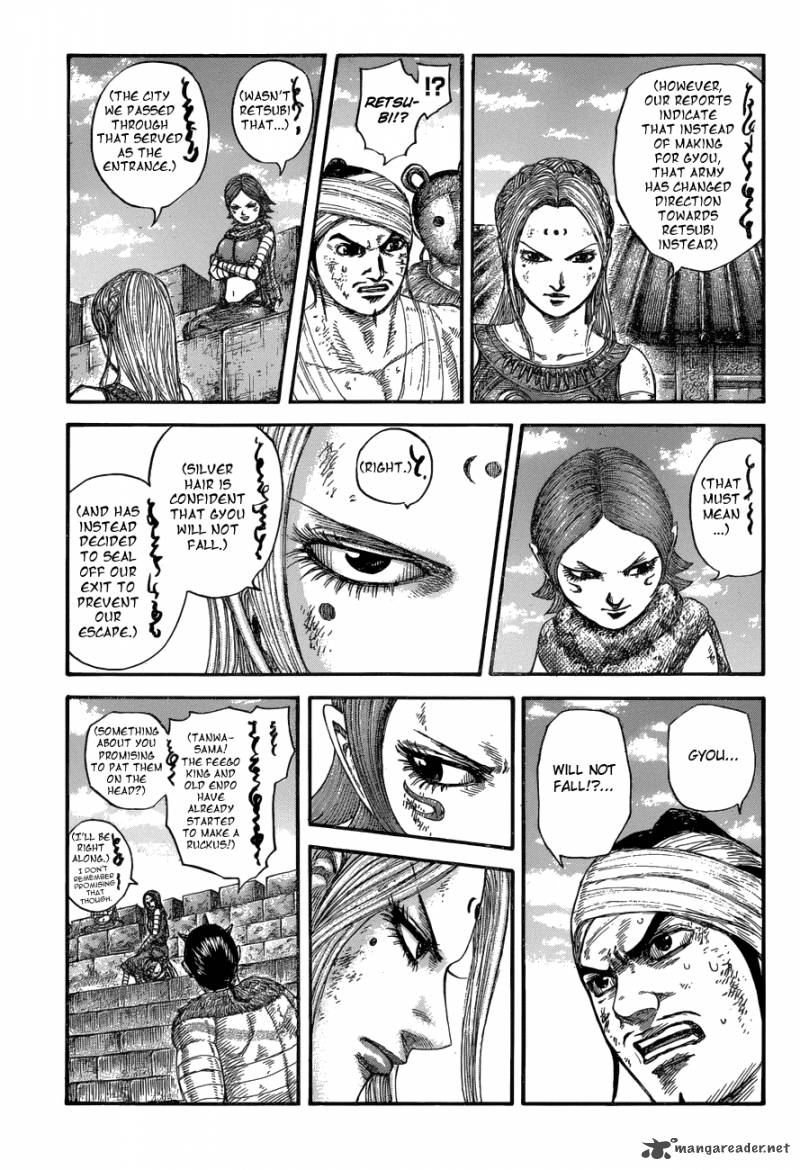 (HOWEVER,
OUR REPORTS
INDICATE
THAT INSTEAD
OF MAKING
FOR GYOU,
THAT ARMY
HAS CHANGED
DIRECTION
TOWARDS
RETSUBI
INSTEAD.)
!?
RETSU-
BI!?
(WASN'T
RETSUBI
THAT...)
(THE CITY
WE PASSED
THROUGH
THAT SERVED
AS THE
ENTRANCE.)
(THAT
MUST
MEAN
...)
(RIGHT.)
(SILVER
HAIR IS
CONFIDENT
THAT GYOU
WILL NOT
FALL.)
(AND HAS
INSTEAD
DECIDED
TO SEAL
OFF OUR
EXIT TO
PREVENT
OUR
ESCAPE.)
GYOU...
WILL NOT
FALL!?...
(TANWA-
SAMA!
THE FEEGO
KING AND
OLD ENDO
HAVE
ALREADY
STARTED
TO MAKE A
RUCKUS!)
(SOMETHING
ABOUT YOU
PROMISING
TO PAT THEM
ON THE
HEAD?)
(I'LL BE
RIGHT
ALONG.)
I DON'T
REMEMBER
PROMISING
THAT
THOUGH.
mangareader.net